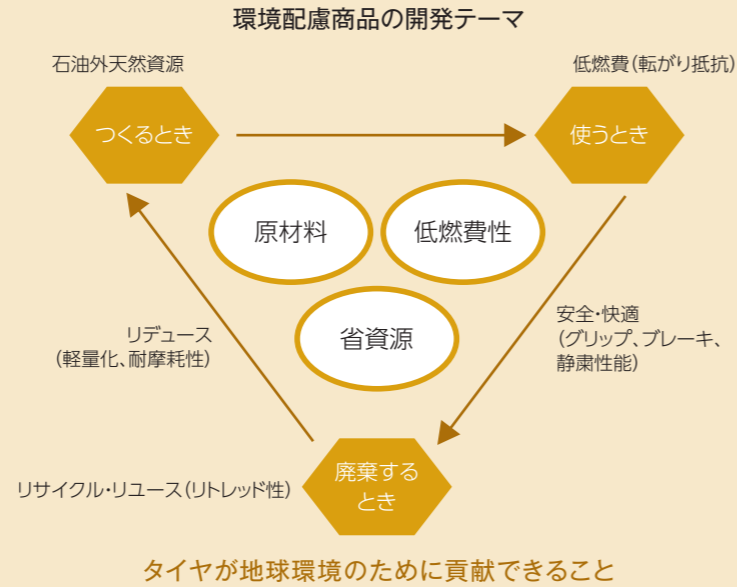 環境配慮商品の開発テーマ
石油外天然資源
低燃費(転がり抵抗)
つくるとき
使うとき
原材料
低燃費性
省資源
リデュース
(軽量化、耐摩耗性)
安全・快適
(グリップ、ブレーキ、
静粛性能)
廃棄する
とき
リサイクル・リユース(リトレッド性)
タイヤが地球環境のために貢献できること